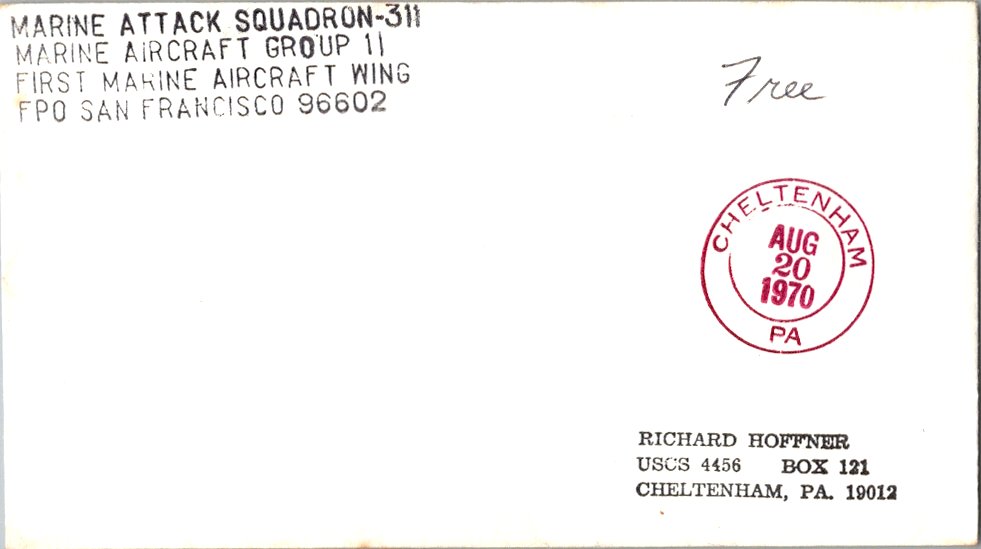 MARINE ATTACK SQUADRON-311
MARINE AIRCRAFT GROUP 11
FIRST MARINE AIRCRAFT WING
FPO SAN FRANCISCO 96602
Free
CHELTENHAM
AUG
20
1970
PA
RICHARD HOFFNER
USCS 4456 BOX 121
CHELTENHAM, PA. 19012